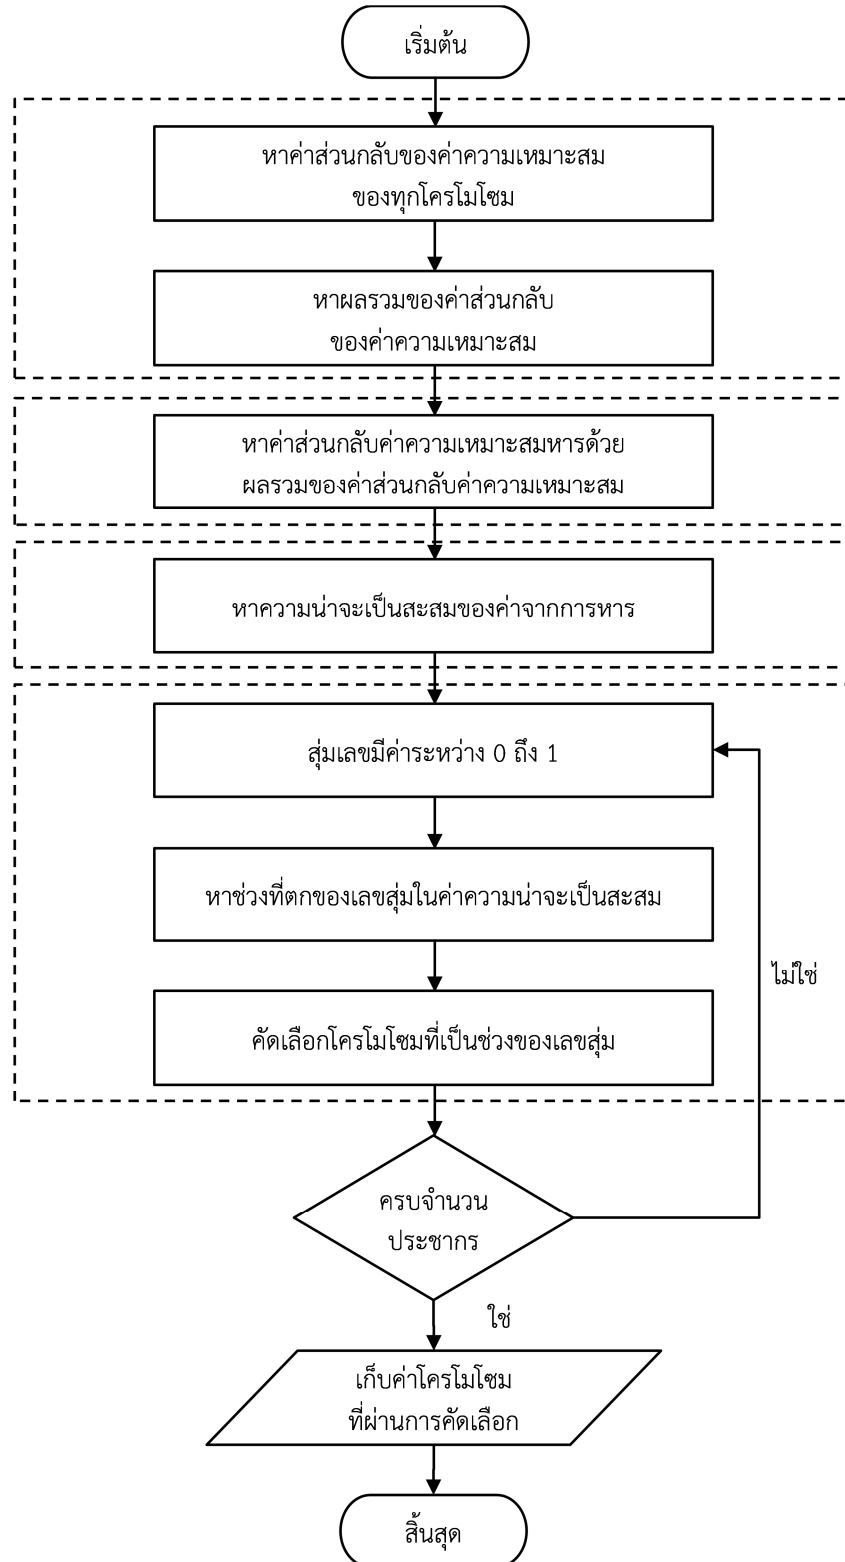 เริ่มต้น
หาค่าส่วนกลับของค่าความเหมาะสม
ของทุกโครโมโซม
หาผลรวมของค่าส่วนกลับ
ของค่าความเหมาะสม
หาค่าส่วนกลับค่าความเหมาะสมหารด้วย
ผลรวมของค่าส่วนกลับค่าความเหมาะสม
หาความน่าจะเป็นสะสมของค่าจากการหาร
สุ่มเลขมีค่าระหว่าง 0 ถึง 1
หาช่วงที่ตกของเลขสุ่มในค่าความน่าจะเป็นสะสม
ไม่ใช่
คัดเลือกโครโมโซมที่เป็นช่วงของเลขสุ่ม
ครบจำนวน
ประชากร
ใช่
เก็บค่าโครโมโซม
ที่ผ่านการคัดเลือก
สิ้นสุด